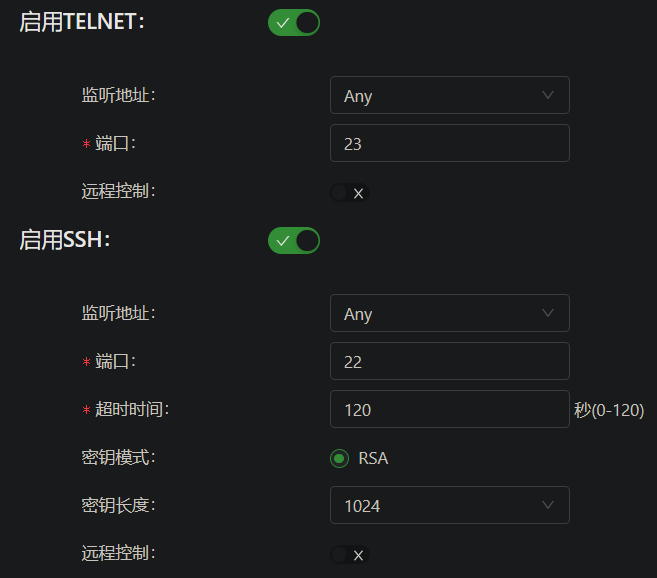 启用TELNET：
监听地址： Any
* 端口： 23
远程控制：
启用SSH：
监听地址： Any
* 端口： 22
* 超时时间： 120 秒(0-120)
密钥模式： RSA
密钥长度： 1024
远程控制：